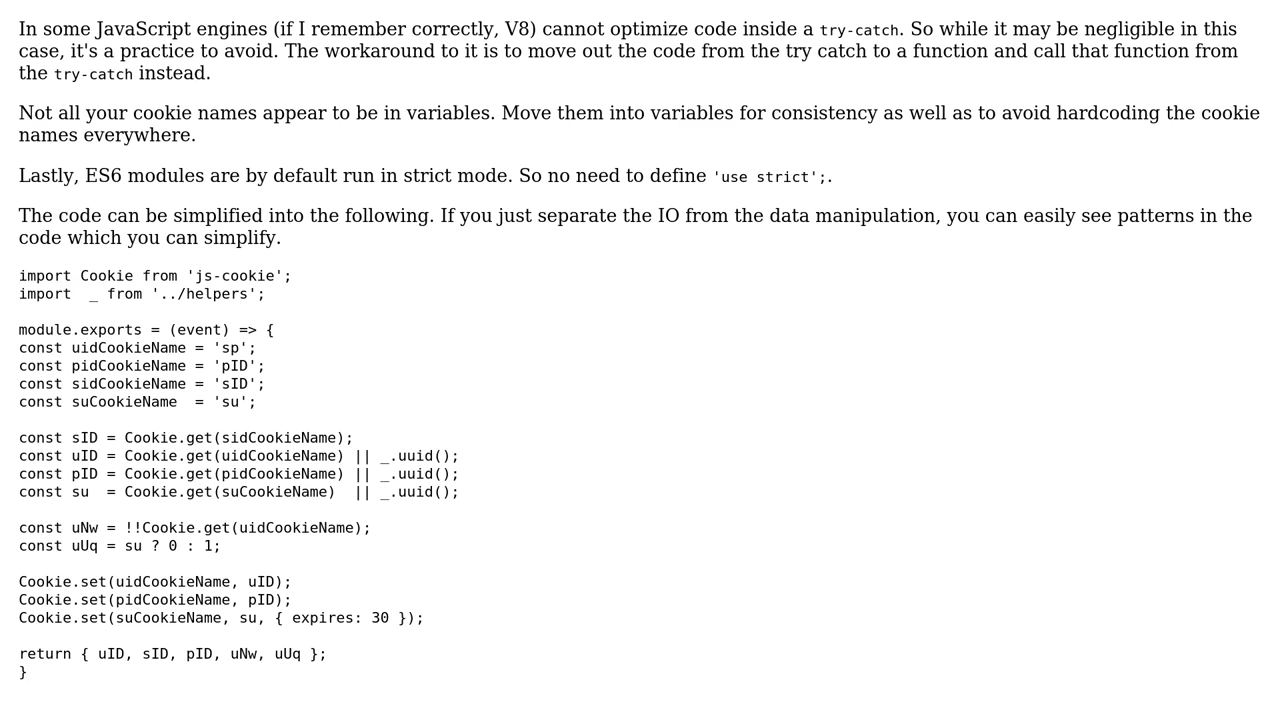 In some JavaScript engines (if I remember correctly, V8) cannot optimize code inside a try-catch. So while it may be negligible in this
case, it's a practice to avoid. The workaround to it is to move out the code from the try catch to a function and call that function from
the try-catch instead.
Not all your cookie names appear to be in variables. Move them into variables for consistency as well as to avoid hardcoding the cookie
names everywhere.
Lastly, ES6 modules are by default run in strict mode. So no need to define 'use strict';.
The code can be simplified into the following. If you just separate the IO from the data manipulation, you can easily see patterns in the
code which you can simplify.
import Cookie from 'js-cookie';
import  _ from '../helpers';
module.exports = (event) => {
const uidCookieName = 'sp';
const pidCookieName = 'pID';
const sidCookieName = 'sID';
const suCookieName  = 'su';
const sID = Cookie.get(sidCookieName);
const uID = Cookie.get(uidCookieName) || _.uuid();
const pID = Cookie.get(pidCookieName) || _.uuid();
const su  = Cookie.get(suCookieName)  || _.uuid();
const uNw = !!Cookie.get(uidCookieName);
const uUq = su ? 0 : 1;
Cookie.set(uidCookieName, uID);
Cookie.set(pidCookieName, pID);
Cookie.set(suCookieName, su, { expires: 30 });
return { uID, sID, pID, uNw, uUq };
}